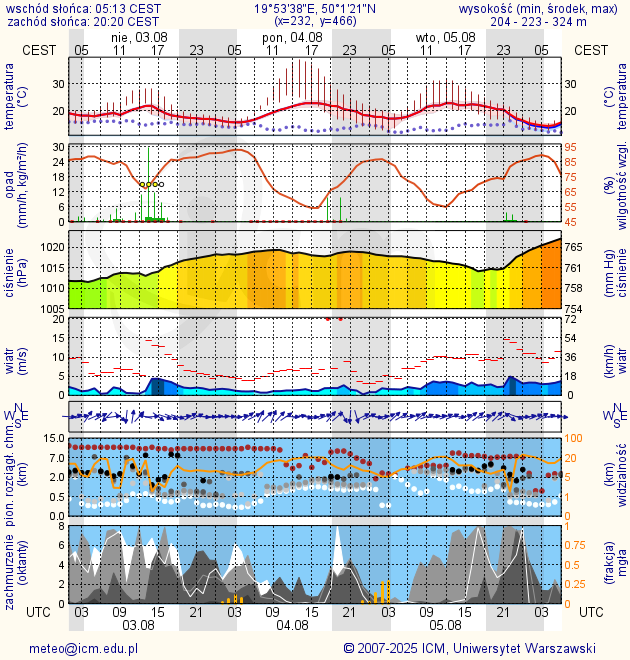 wschód słońca: 05:13 CEST 19°53'38"E, 50°1'21"N wysokość (min, środek, max)
zachód słońca: 20:20 CEST (x=232, y=466) 204 - 223 - 324 m
nie, 03.08 pon, 04.08 wto, 05.08
CEST 05 11 17 23 05 11 17 23 05 11 17 23 05 CEST
temperatura (°C)
30 20
30 20
temperatura (°C)
opad (mm/h, kg/m²/h)
30 24 18 12 6 0
95 85 75 65 55 45
(%) wilgotność wzgl.
ciśnienie (hPa)
1020 1015 1010 1005
765 761 758 754
(mm Hg) ciśnienie
wiatr (m/s)
20 15 10 5 0
72 54 36 18 0
(km/h) wiatr
N W E S
N W E S
pion. rozciągł. chm. (km)
15.0 7.0 2.0 0.5 0.0
100 20 5 1 0
(km) widzialność
zachmurzenie (oktanty)
8 6 4 2 0
1 0.75 0.5 0.25 0
(frakcja) mgła
UTC 03 09 15 21 03 09 15 21 03 09 15 21 03 UTC
03.08 04.08 05.08
meteo@icm.edu.pl © 2007-2025 ICM, Uniwersytet Warszawski